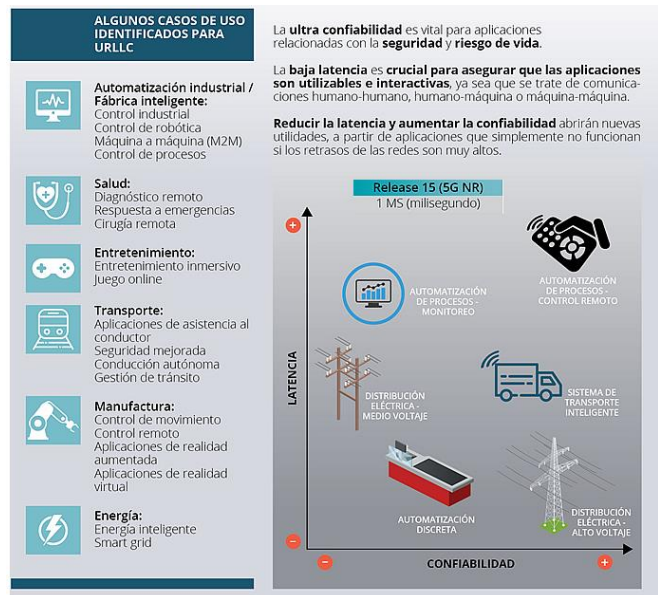 ALGUNOS CASOS DE USO
IDENTIFICADOS PARA
URLLC
Automatización industrial /
Fábrica inteligente:
Control industrial
Control de robótica
Máquina a máquina (M2M)
Control de procesos
Salud:
Diagnóstico remoto
Respuesta a emergencias
Cirugía remota
Entretenimiento:
Entretenimiento inmersivo
Juego online
Transporte:
Aplicaciones de asistencia al
conductor
Seguridad mejorada
Conducción autónoma
Gestión de tránsito
Manufactura:
Control de movimiento
Control remoto
Aplicaciones de realidad
aumentada
Aplicaciones de realidad
virtual
Energía:
Energía inteligente
Smart grid
La ultra confiabilidad es vital para aplicaciones
relacionadas con la seguridad y riesgo de vida.
La baja latencia es crucial para asegurar que las aplicaciones
son utilizables e interactivas, ya sea que se trate de comunica-
ciones humano-humano, humano-máquina o máquina-máquina.
Reducir la latencia y aumentar la confiabilidad abrirán nuevas
utilidades, a partir de aplicaciones que simplemente no funcionan
si los retrasos de las redes son muy altos.
Release 15 (5G NR)
1 MS (milisegundo)
+
AUTOMATIZACIÓN
DE PROCESOS -
MONITOREO
AUTOMATIZACIÓN
DE PROCESOS -
CONTROL REMOTO
LATENCIA
DISTRIBUCIÓN
ELÉCTRICA -
MEDIO VOLTAJE
SISTEMA DE
TRANSPORTE
INTELIGENTE
AUTOMATIZACIÓN
DISCRETA
DISTRIBUCIÓN
ELÉCTRICA -
ALTO VOLTAJE
-
-
CONFIABILIDAD
+